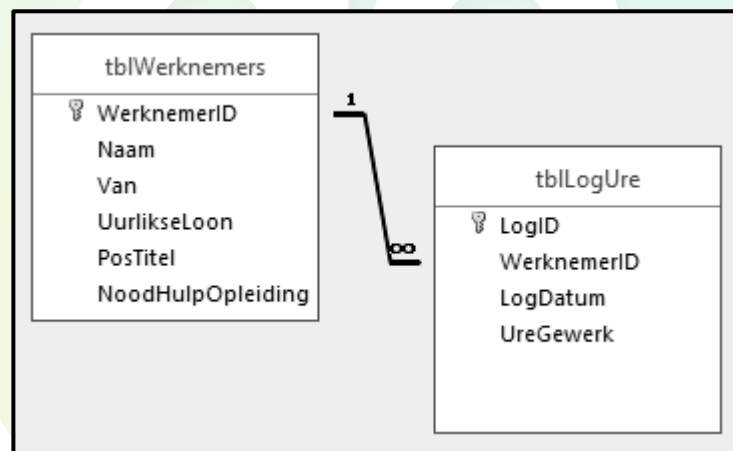 tblWerknemers
WerknemerID
Naam
Van
UurlikseLoon
PosTitel
NoodHulpOpleiding
1
∞
tblLogUre
LogID
WerknemerID
LogDatum
UreGewerk